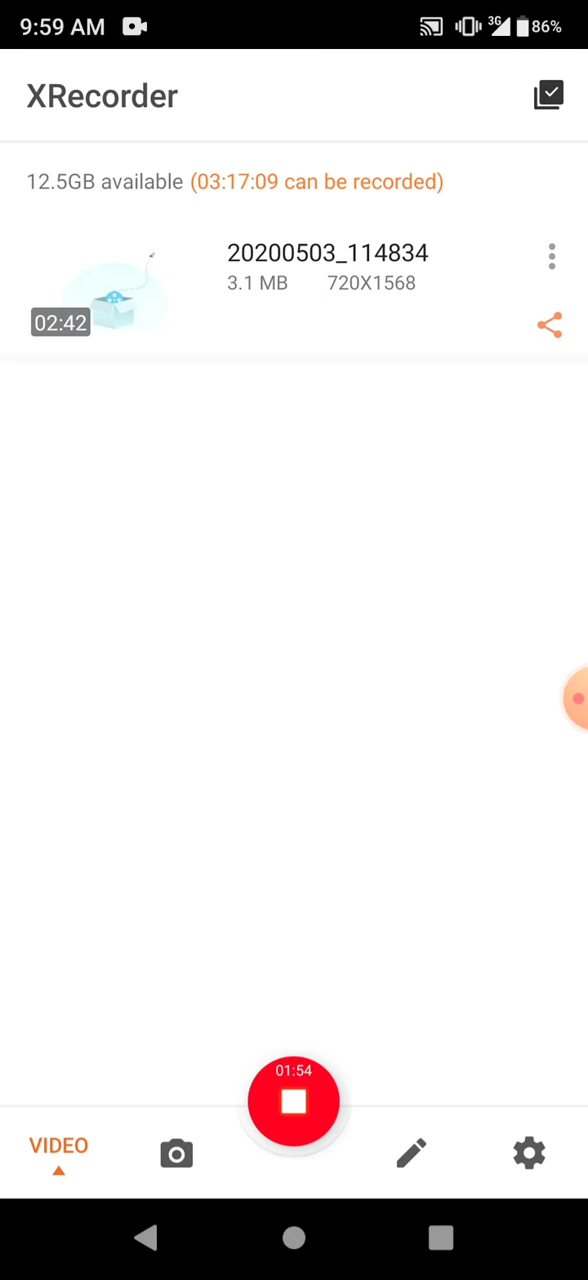 9:59 AM 3G 86%
XRecorder
12.5GB available (03:17:09 can be recorded)
20200503_114834
3.1 MB 720X1568
02:42
01:54
VIDEO